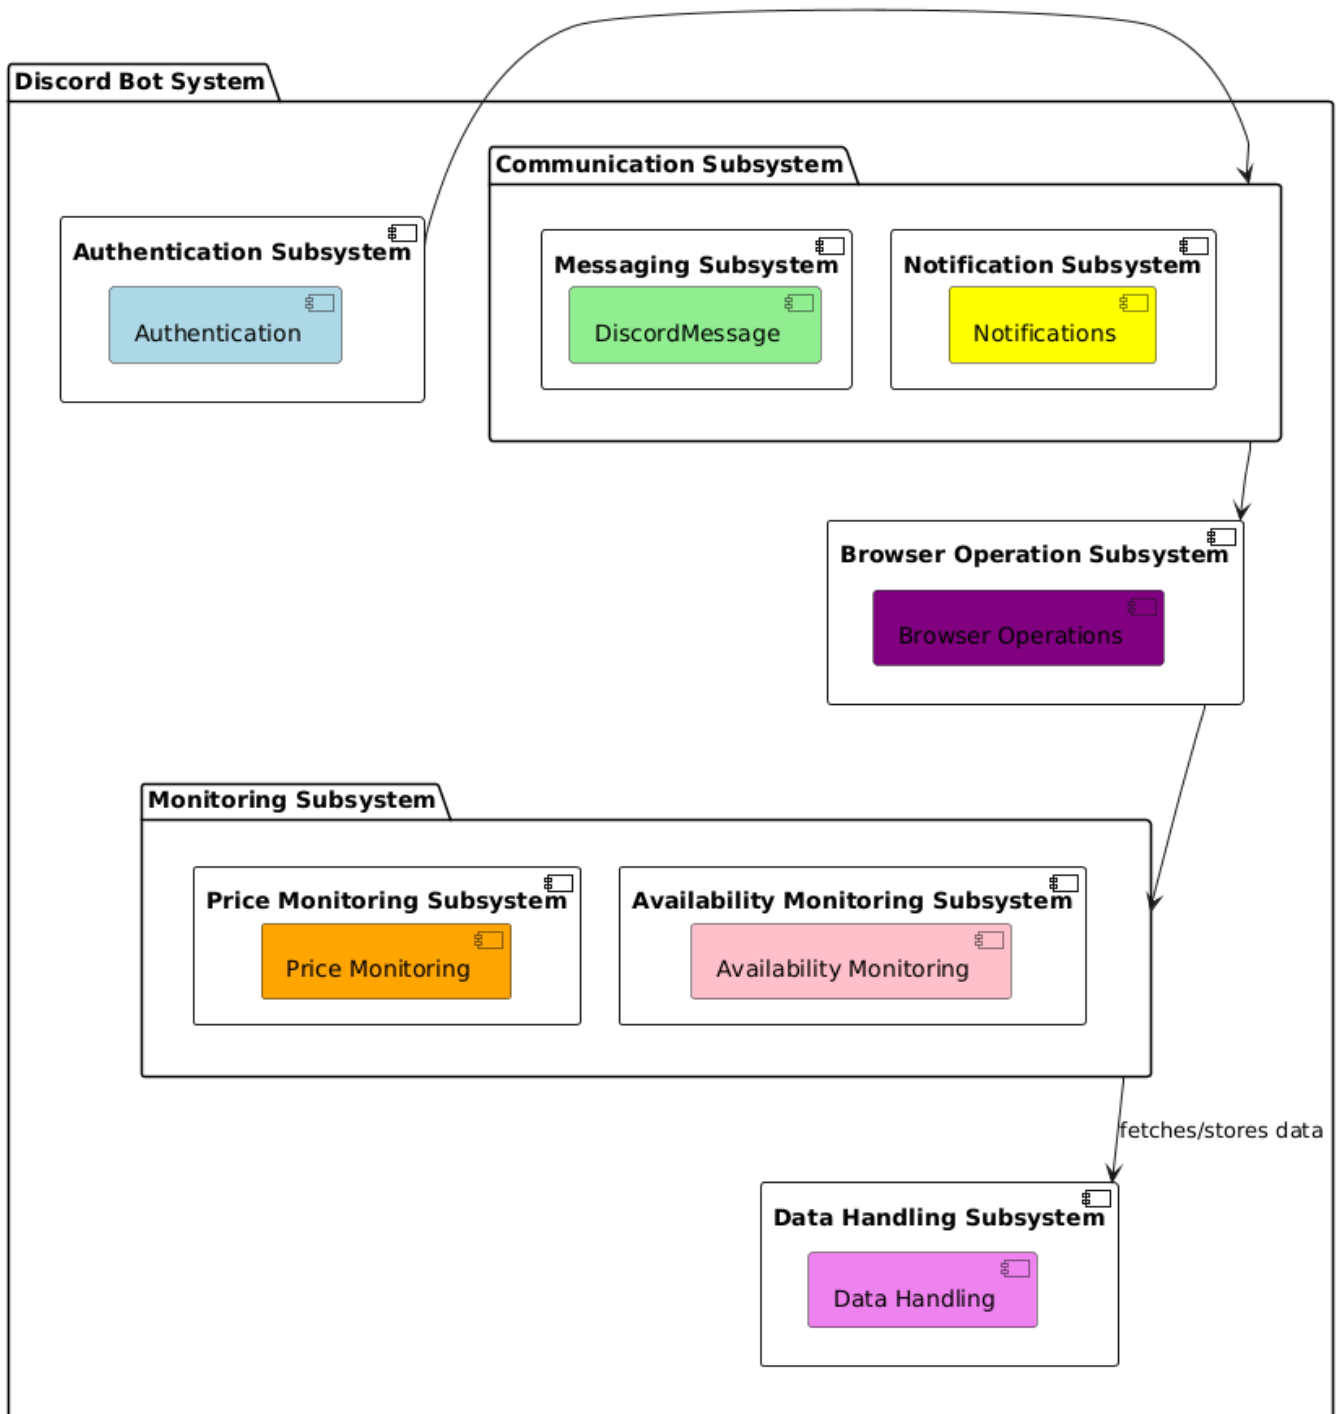 Discord Bot System
Communication Subsystem
Authentication Subsystem
Messaging Subsystem
Notification Subsystem
Authentication
DiscordMessage
Notifications
Browser Operation Subsystem
Browser Operations
Monitoring Subsystem
Price Monitoring Subsystem
Availability Monitoring Subsystem
Price Monitoring
Availability Monitoring
fetches/stores data
Data Handling Subsystem
Data Handling